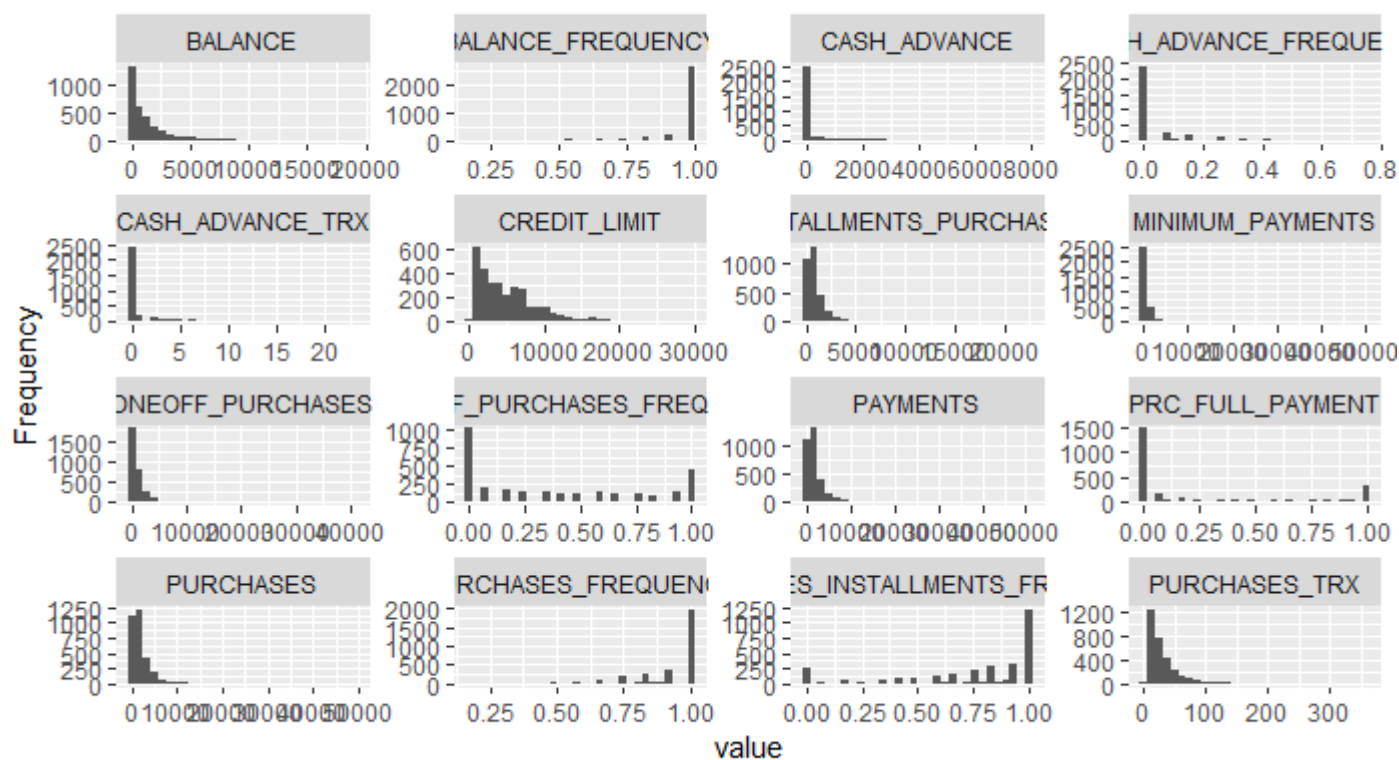 BALANCE
BALANCE_FREQUENCY
CASH_ADVANCE
H_ADVANCE_FREQUE
1000
500
0
2000
1000
0
2500
2000
1500
1000
500
0
2500
2000
1500
1000
500
0
0 5000 10000 15000 20000
0.25 0.50 0.75 1.00
0 2000 4000 6000 8000
0.0 0.2 0.4 0.6 0.8
CASH_ADVANCE_TRX
CREDIT_LIMIT
TALLMENTS_PURCHAS
MINIMUM_PAYMENTS
2500
2000
1500
1000
500
0
600
400
200
0
1000
500
0
2500
2000
1500
1000
500
0
0 5 10 15 20
0 10000 20000 30000
0 5000 10000 15000 20000
0 10000 20000 30000 40000 50000
Frequency
ONEOFF_PURCHASES
F_PURCHASES_FREQ
PAYMENTS
PRC_FULL_PAYMENT
1500
1000
500
0
1000
750
500
250
0
1000
500
0
1500
1000
500
0
0 10000 20000 30000 40000
0.00 0.25 0.50 0.75 1.00
0 10000 20000 30000 40000 50000
0.00 0.25 0.50 0.75 1.00
PURCHASES
RCHASES_FREQUENC
ES_INSTALLMENTS_FR
PURCHASES_TRX
1250
1000
750
500
250
0
2000
1500
1000
500
0
1250
1000
750
500
250
0
1200
800
400
0
0 10000 20000 30000 40000 50000
0.25 0.50 0.75 1.00
0.00 0.25 0.50 0.75 1.00
0 100 200 300
value